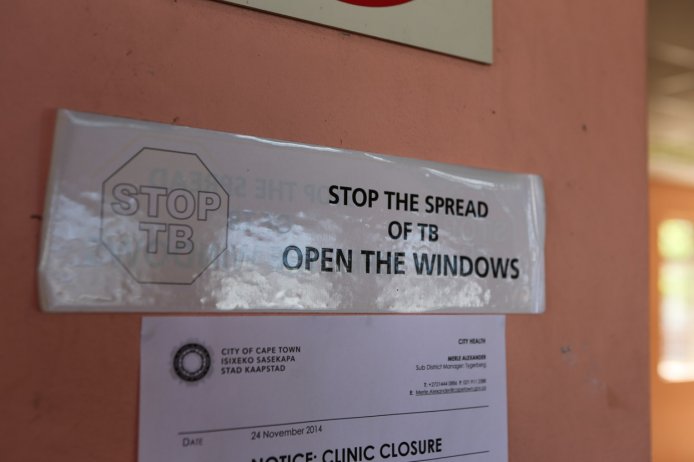 STOP
TB
STOP THE SPREAD
OF TB
OPEN THE WINDOWS
CITY OF CAPE TOWN
ISIXEKO SASEKAPA
STAD KAAPSTAD
CITY HEALTH
MERLE ALEXANDER
Sub District Manager: Tygerberg
DATE 24 November 2014
NOTICE: CLINIC CLOSURE